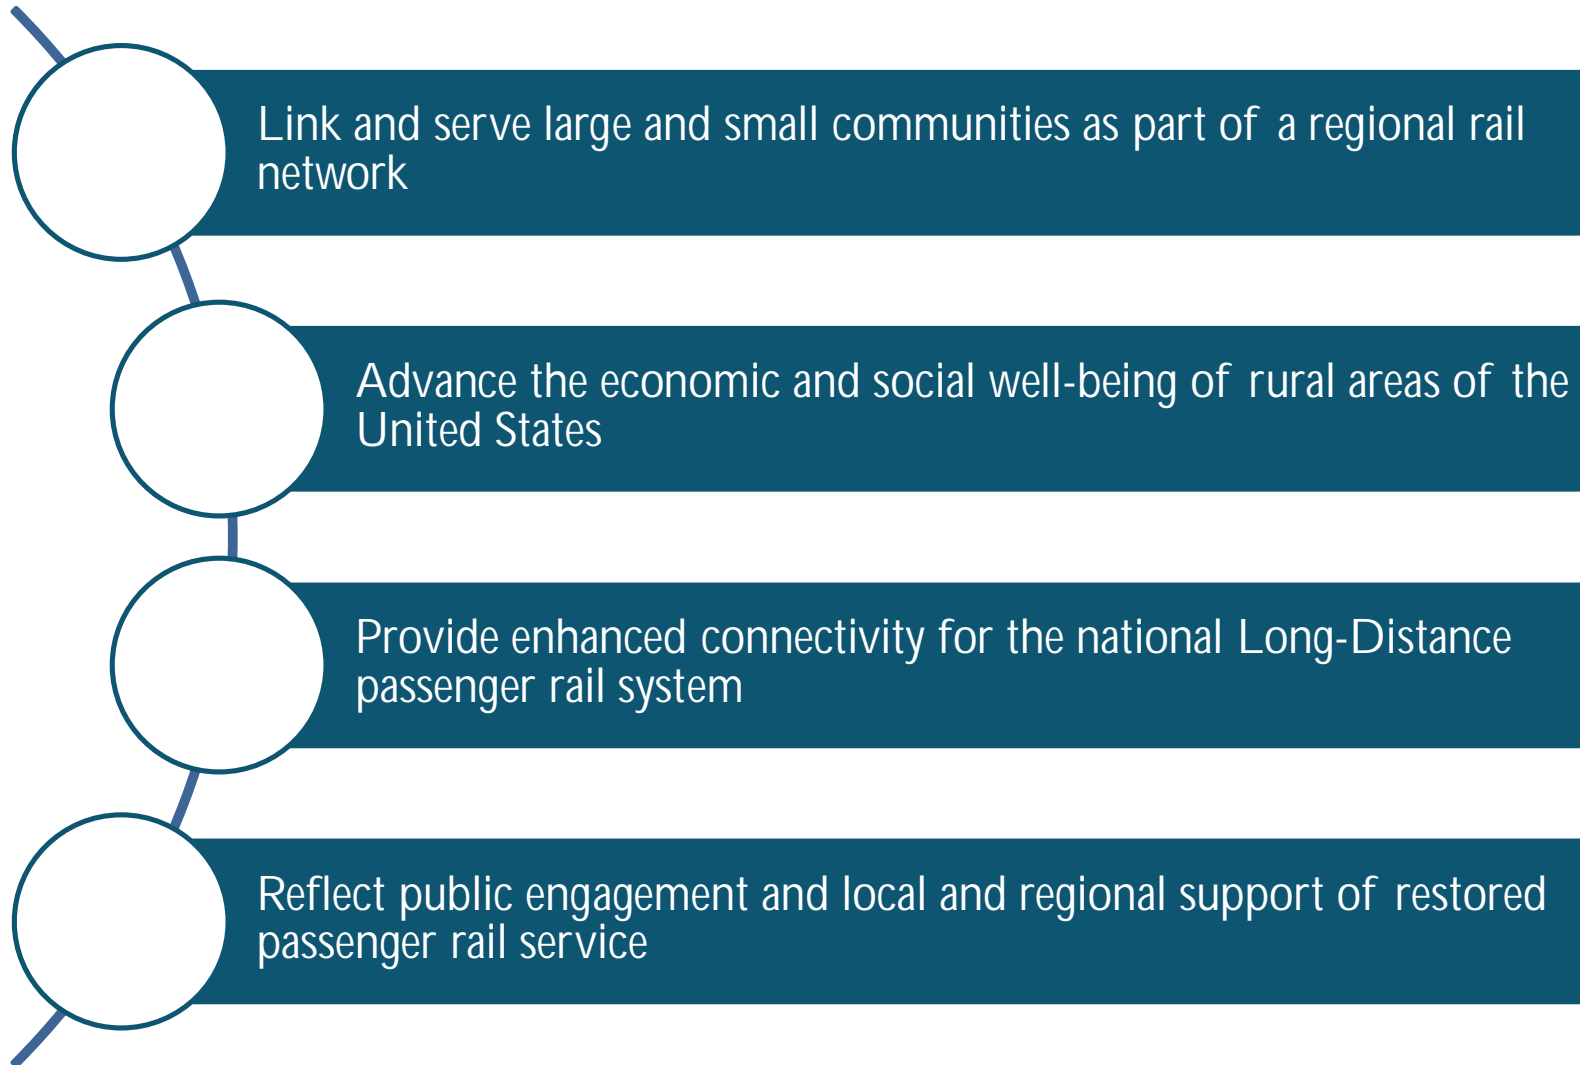 Link and serve large and small communities as part of a regional rail
network
Advance the economic and social well-being of rural areas of the
United States
Provide enhanced connectivity for the national Long-Distance
passenger rail system
Reflect public engagement and local and regional support of restored
passenger rail service